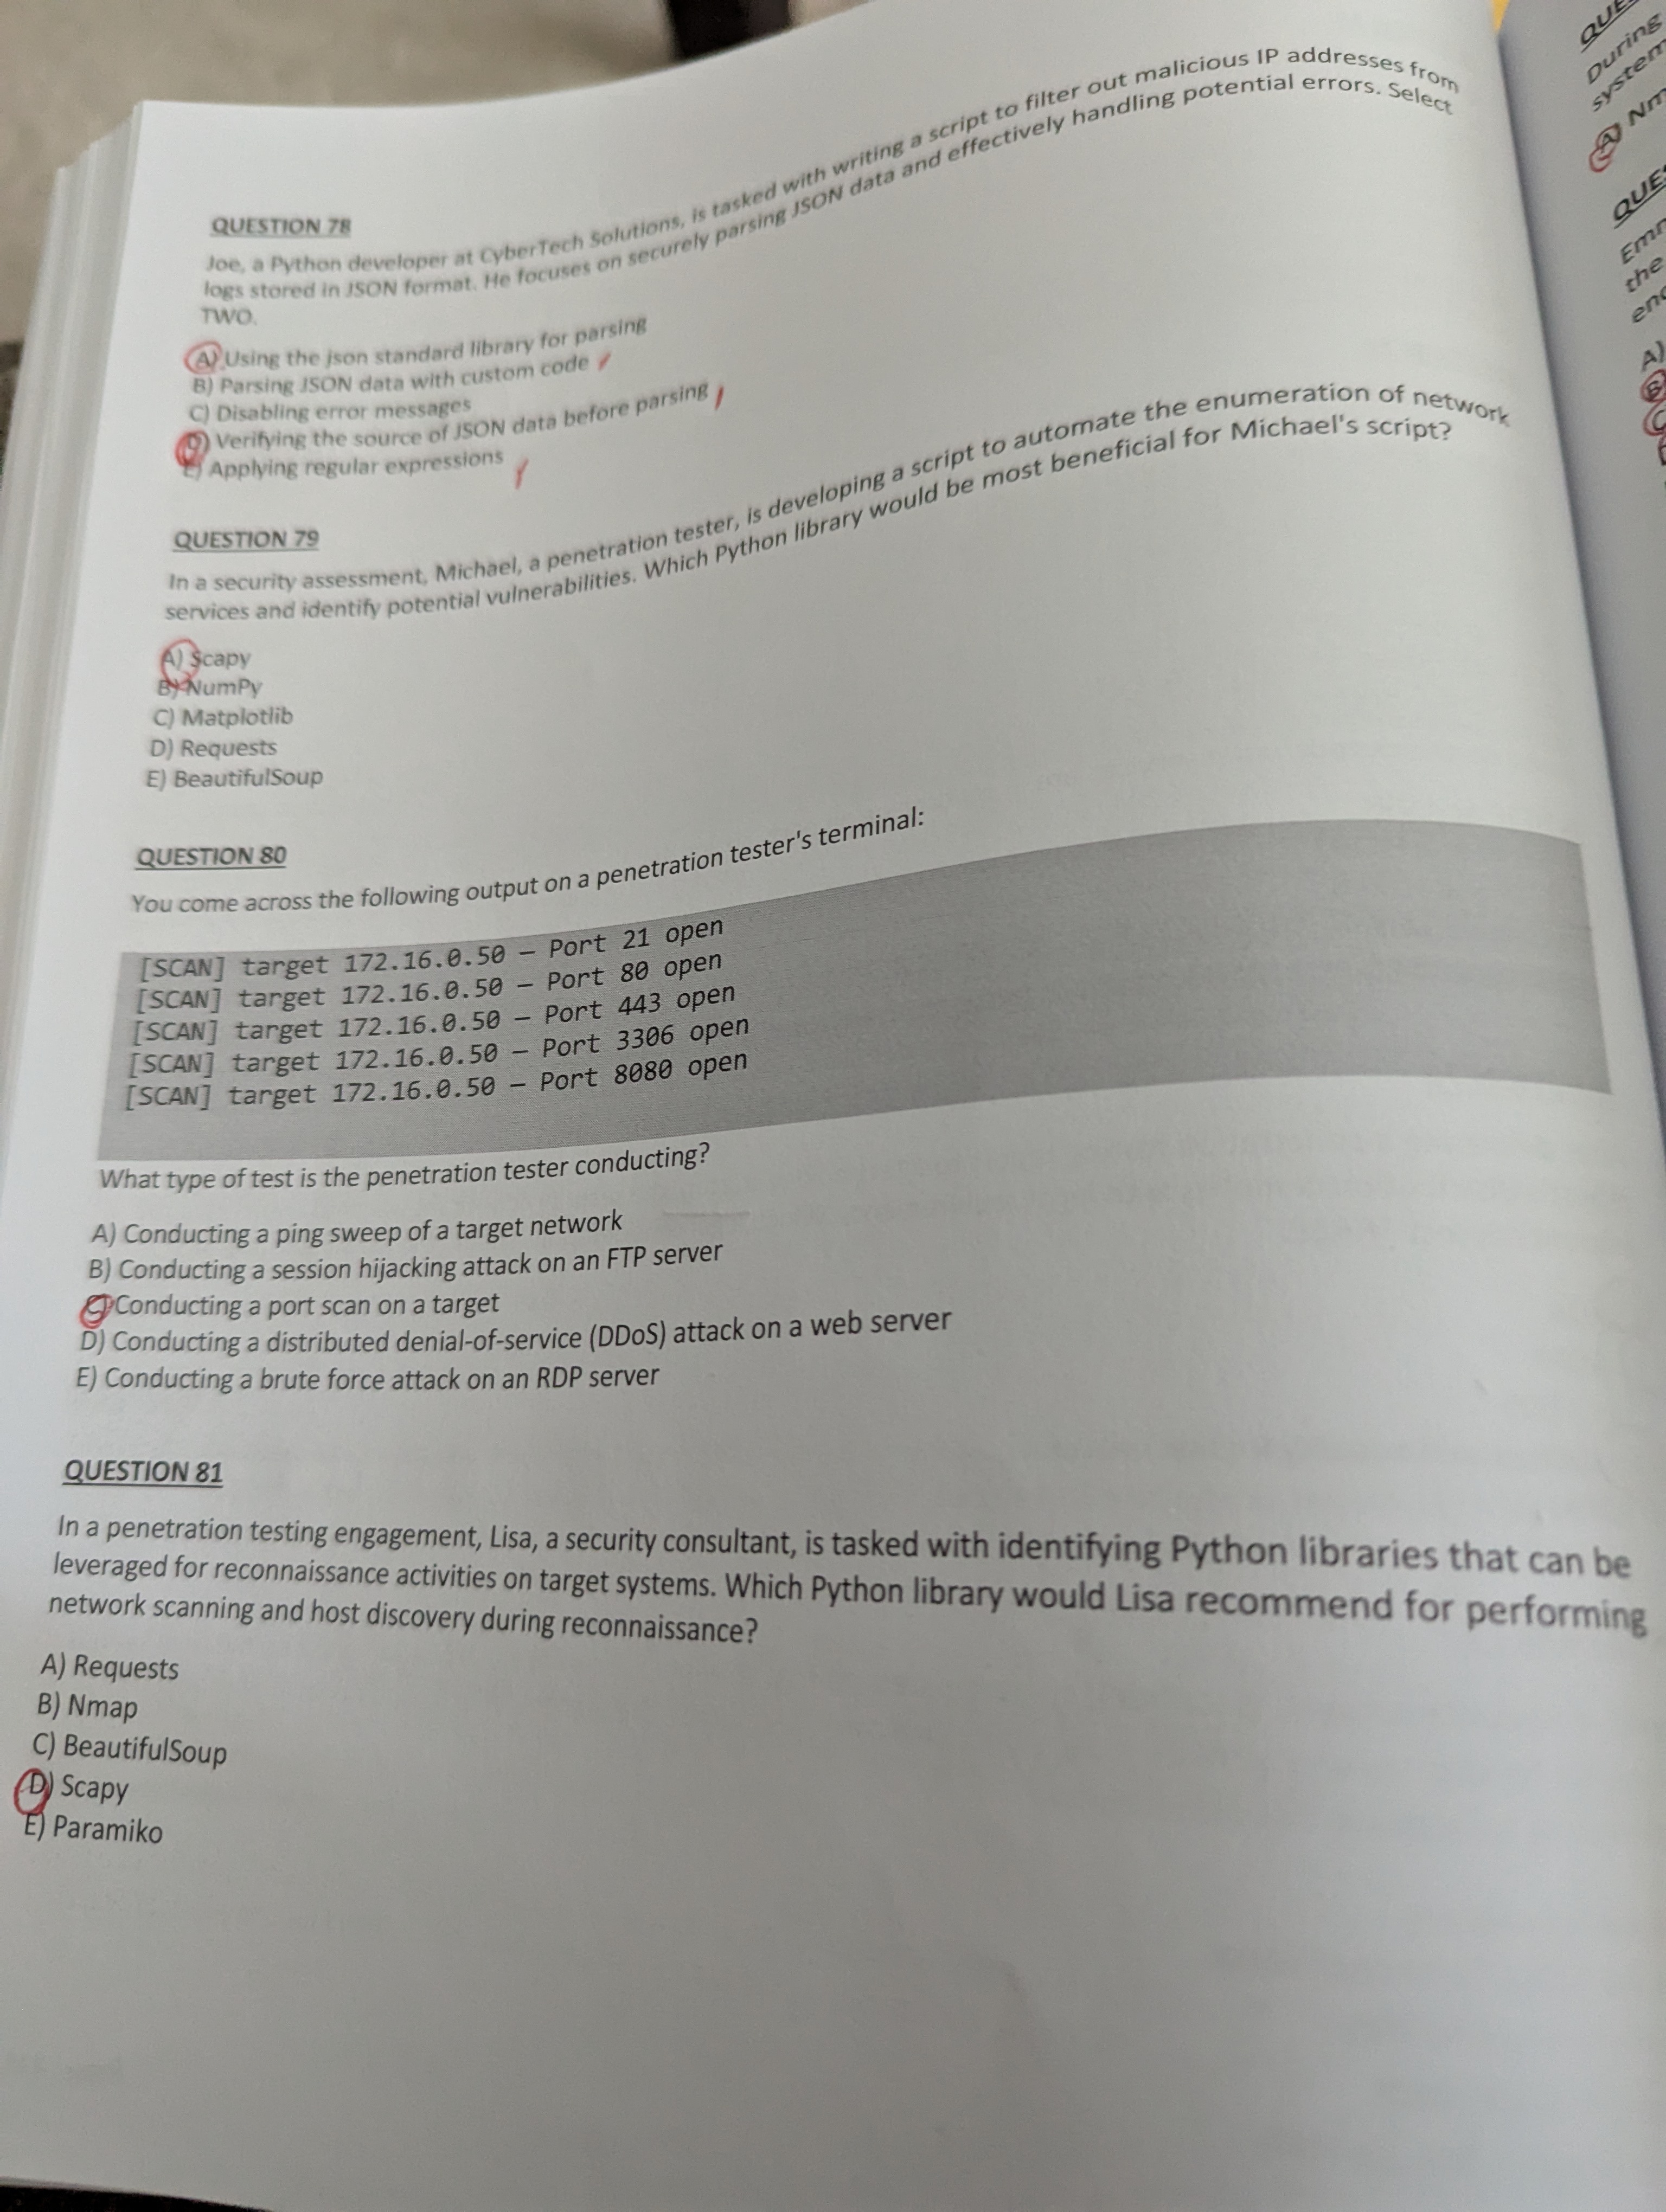 QUESTION 78
Joe, a Python developer at CyberTech Solutions, is tasked with writing a script to filter out malicious IP addresses from
logs stored in JSON format. He focuses on securely parsing JSON data and effectively handling potential errors. Select
TWO.
A) Using the json standard library for parsing
B) Parsing JSON data with custom code
C) Disabling error messages
D) Verifying the source of JSON data before parsing
E) Applying regular expressions
QUESTION 79
In a security assessment, Michael, a penetration tester, is developing a script to automate the enumeration of network
services and identify potential vulnerabilities. Which Python library would be most beneficial for Michael's script?
A) Scapy
B) NumPy
C) Matplotlib
D) Requests
E) BeautifulSoup
QUESTION 80
You come across the following output on a penetration tester's terminal:
[SCAN] target 172.16.0.50 – Port 21 open
[SCAN] target 172.16.0.50 – Port 80 open
[SCAN] target 172.16.0.50 – Port 443 open
[SCAN] target 172.16.0.50 – Port 3306 open
[SCAN] target 172.16.0.50 – Port 8080 open
What type of test is the penetration tester conducting?
A) Conducting a ping sweep of a target network
B) Conducting a session hijacking attack on an FTP server
C) Conducting a port scan on a target
D) Conducting a distributed denial-of-service (DDoS) attack on a web server
E) Conducting a brute force attack on an RDP server
QUESTION 81
In a penetration testing engagement, Lisa, a security consultant, is tasked with identifying Python libraries that can be
leveraged for reconnaissance activities on target systems. Which Python library would Lisa recommend for performing
network scanning and host discovery during reconnaissance?
A) Requests
B) Nmap
C) BeautifulSoup
D) Scapy
E) Paramiko
During
system
A)
the
A)
B